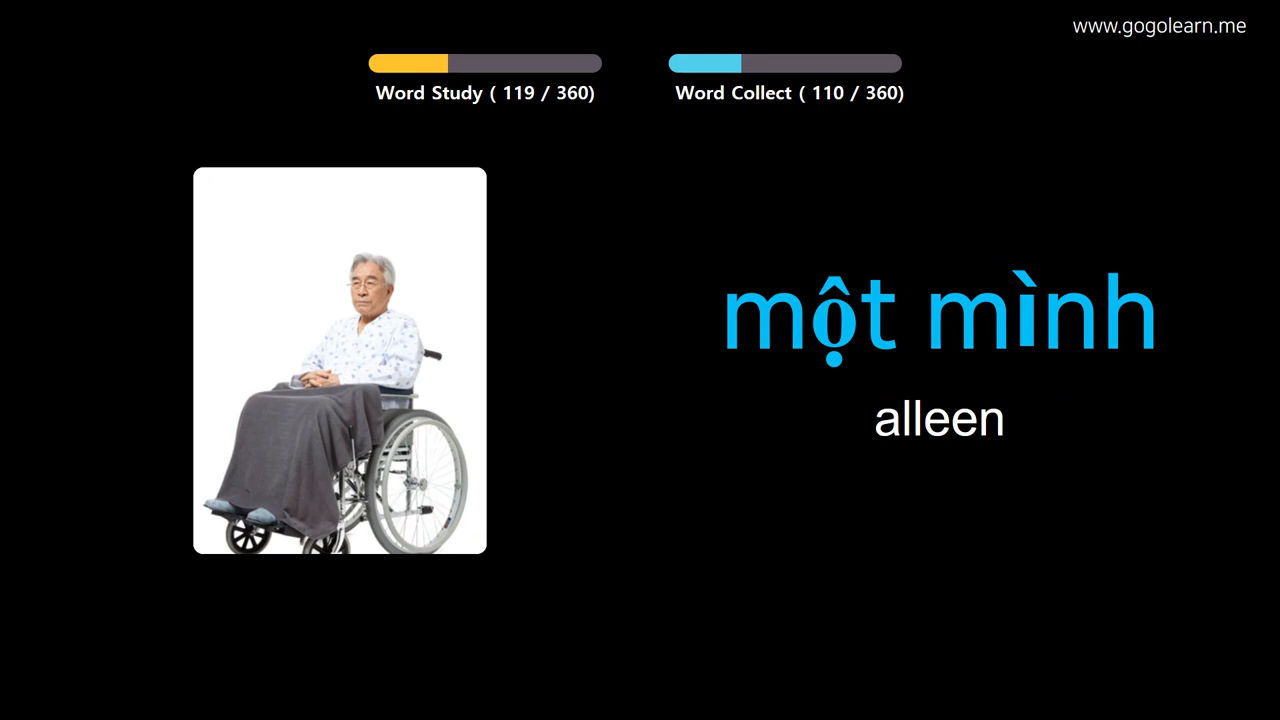 www.gogolearn.me
Word Study ( 119 / 360)
Word Collect ( 110 / 360)
một mình
alleen